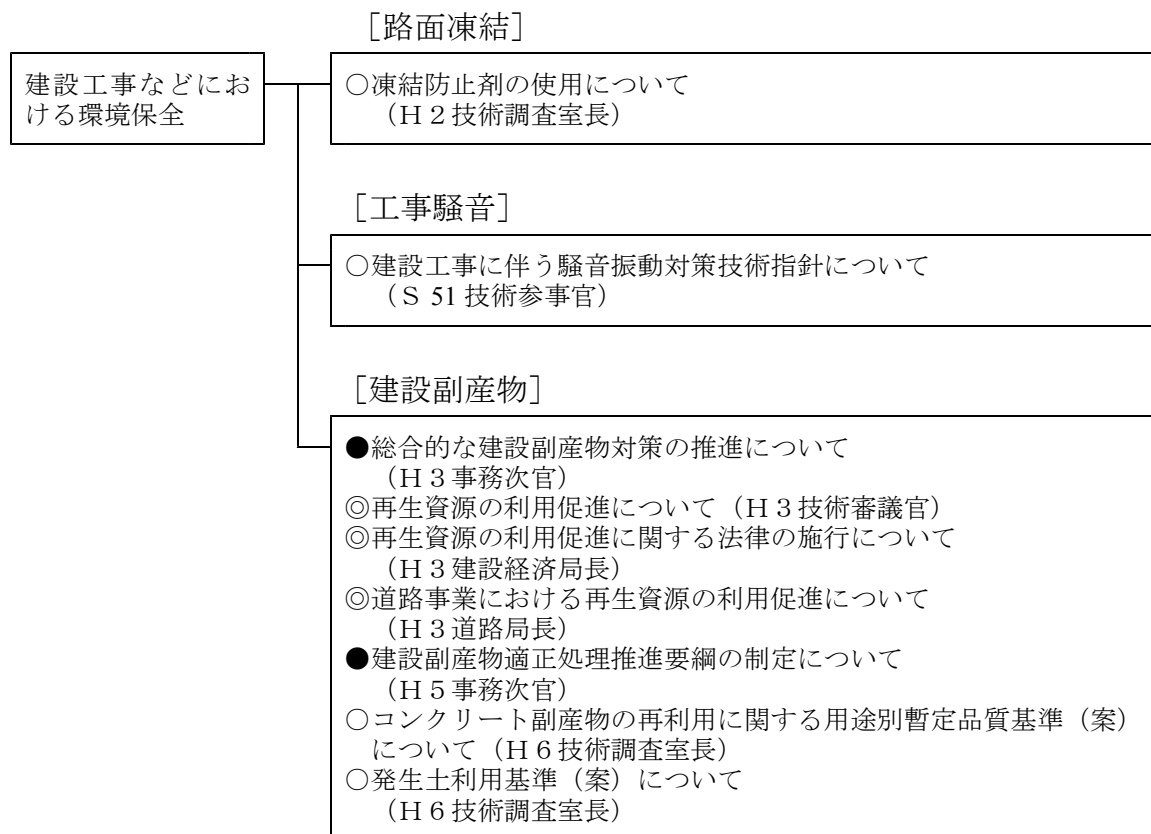 建設工事などにお
ける環境保全
［路面凍結］
○凍結防止剤の使用について
（Ｈ２技術調査室長）
［工事騒音］
○建設工事に伴う騒音振動対策技術指針について
（Ｓ 51 技術参事官）
［建設副産物］
●総合的な建設副産物対策の推進について
（Ｈ３事務次官）
◎再生資源の利用促進について（Ｈ３技術審議官）
◎再生資源の利用促進に関する法律の施行について
（Ｈ３建設経済局長）
◎道路事業における再生資源の利用促進について
（Ｈ３道路局長）
●建設副産物適正処理推進要綱の制定について
（Ｈ５事務次官）
○コンクリート副産物の再利用に関する用途別暫定品質基準（案）
について（Ｈ６技術調査室長）
○発生土利用基準（案）について
（Ｈ６技術調査室長）